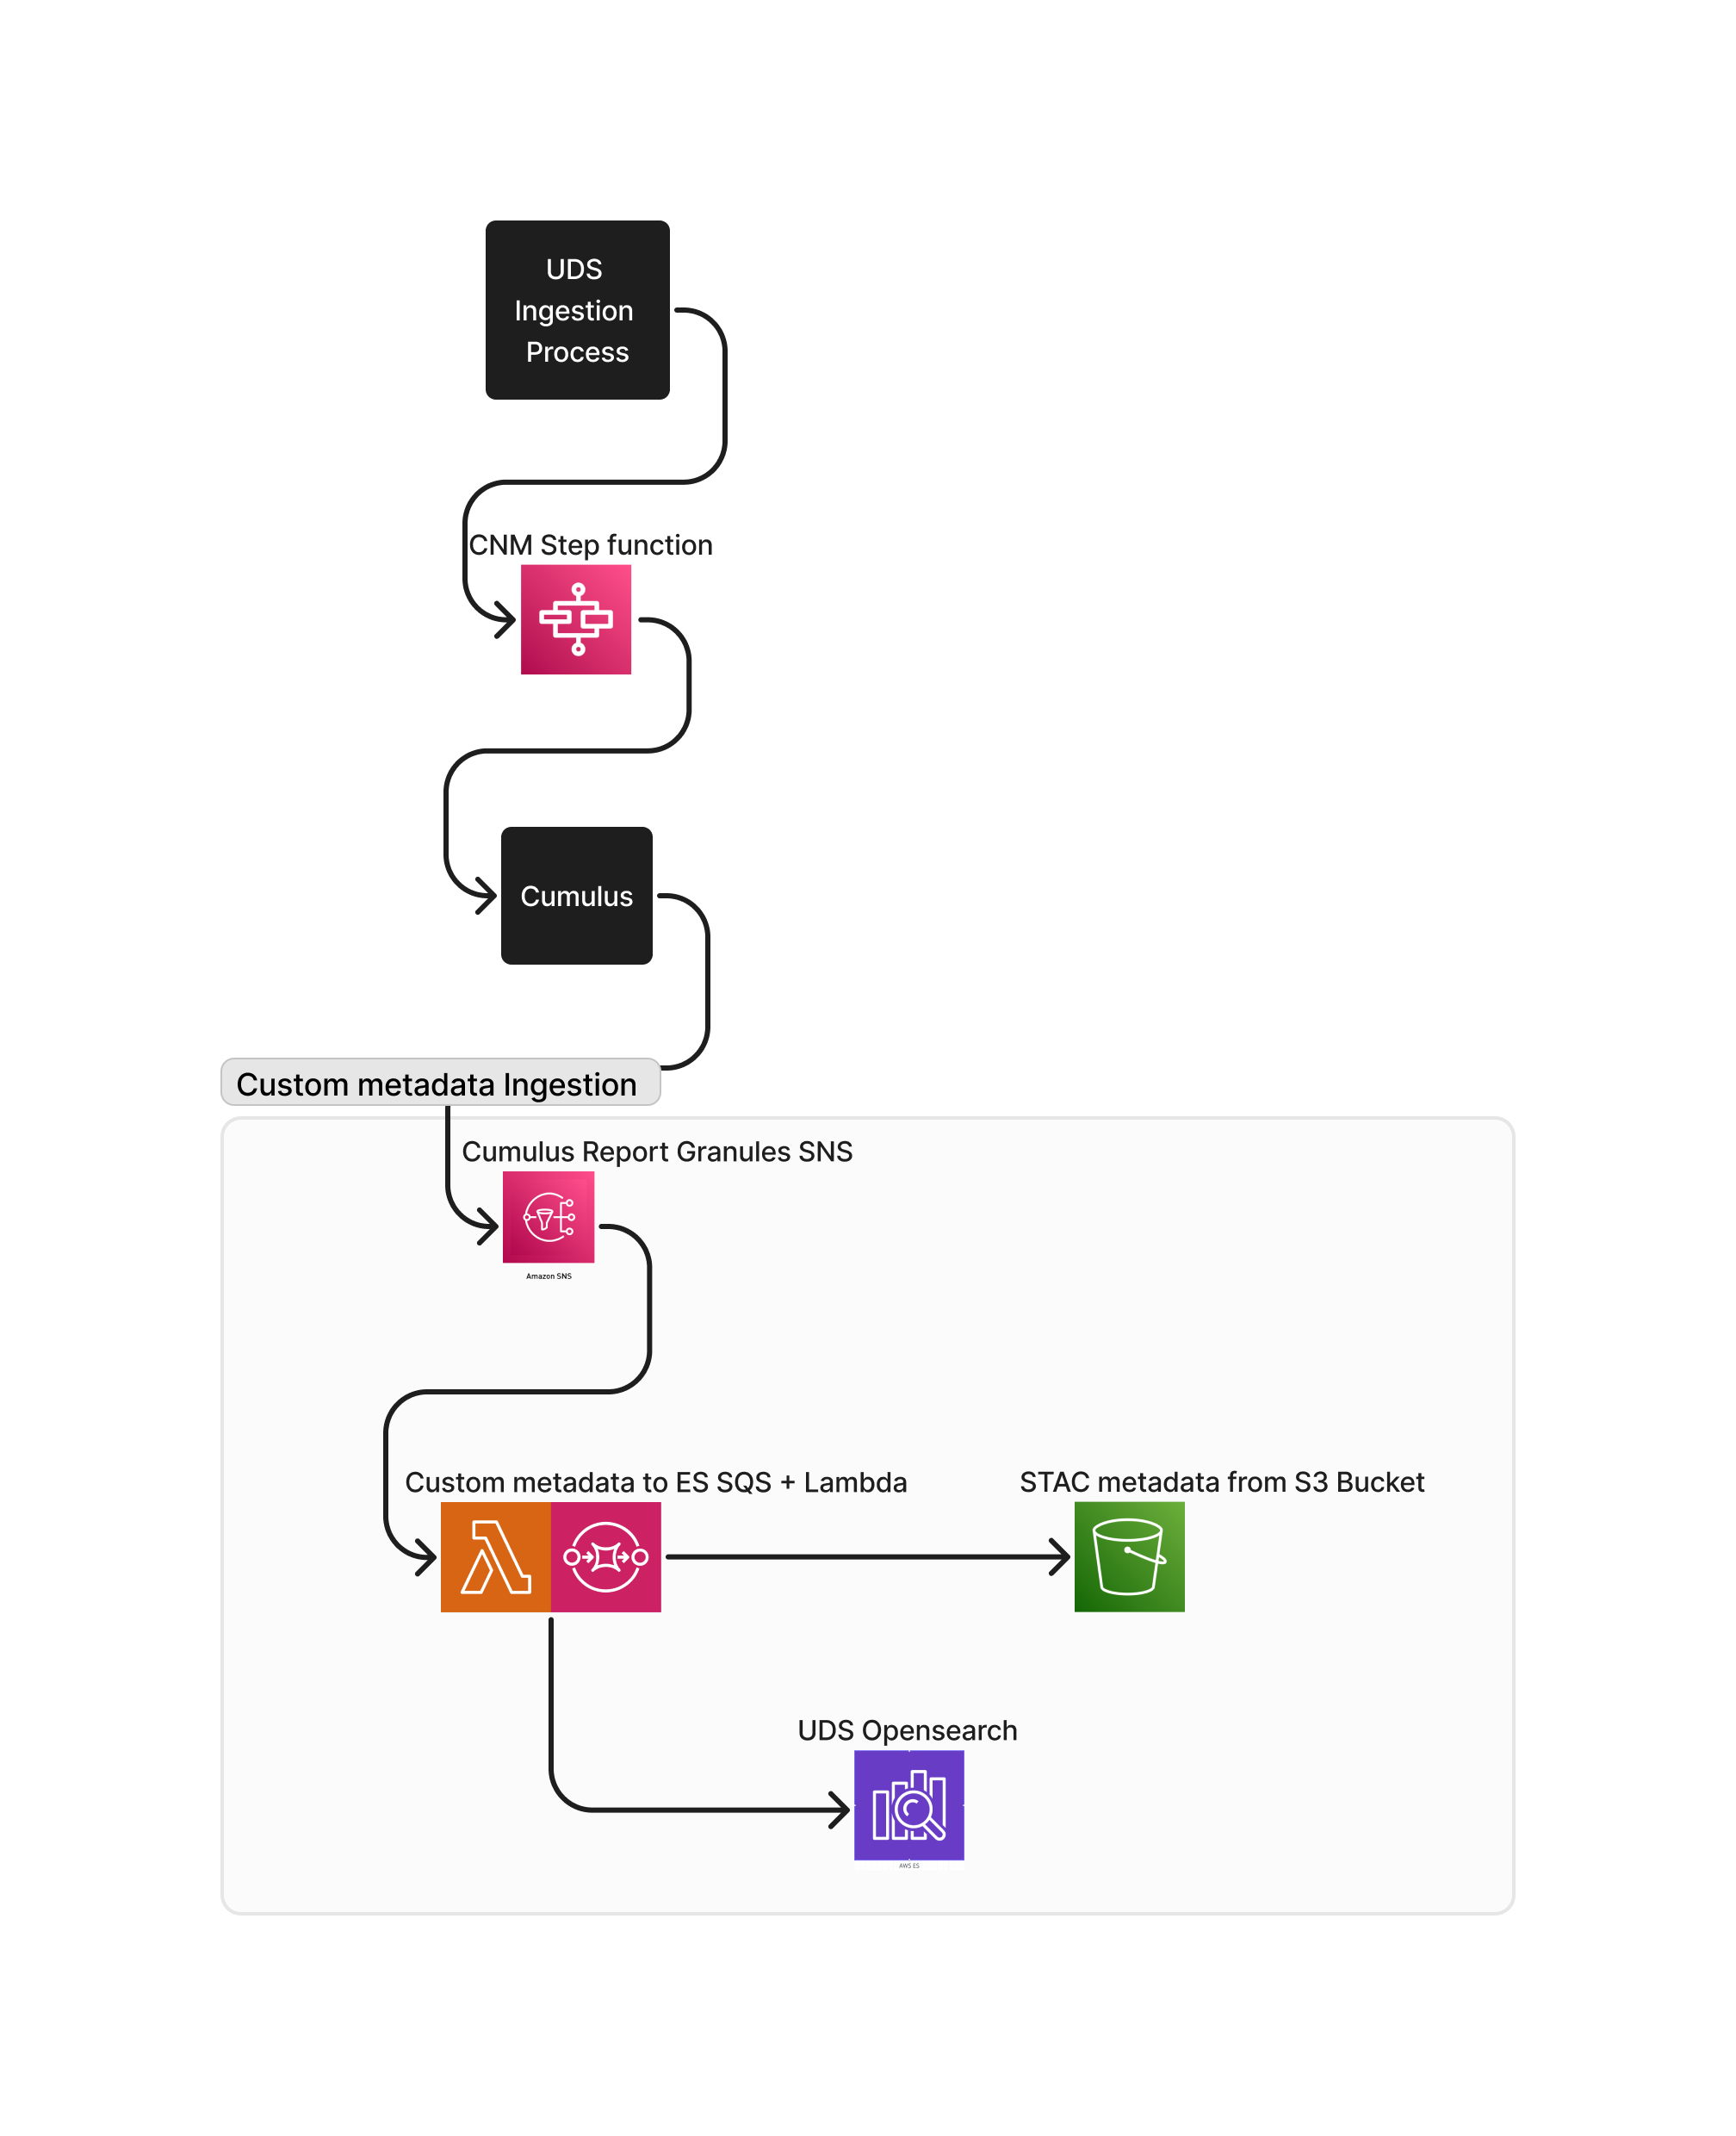 UDS
Ingestion
Process
CNM Step function
Cumulus
Custom metadata Ingestion
Cumulus Report Granules SNS
Amazon SNS
Custom metadata to ES SQS + Lambda
STAC metadata from S3 Bucket
UDS Opensearch
AWS ES